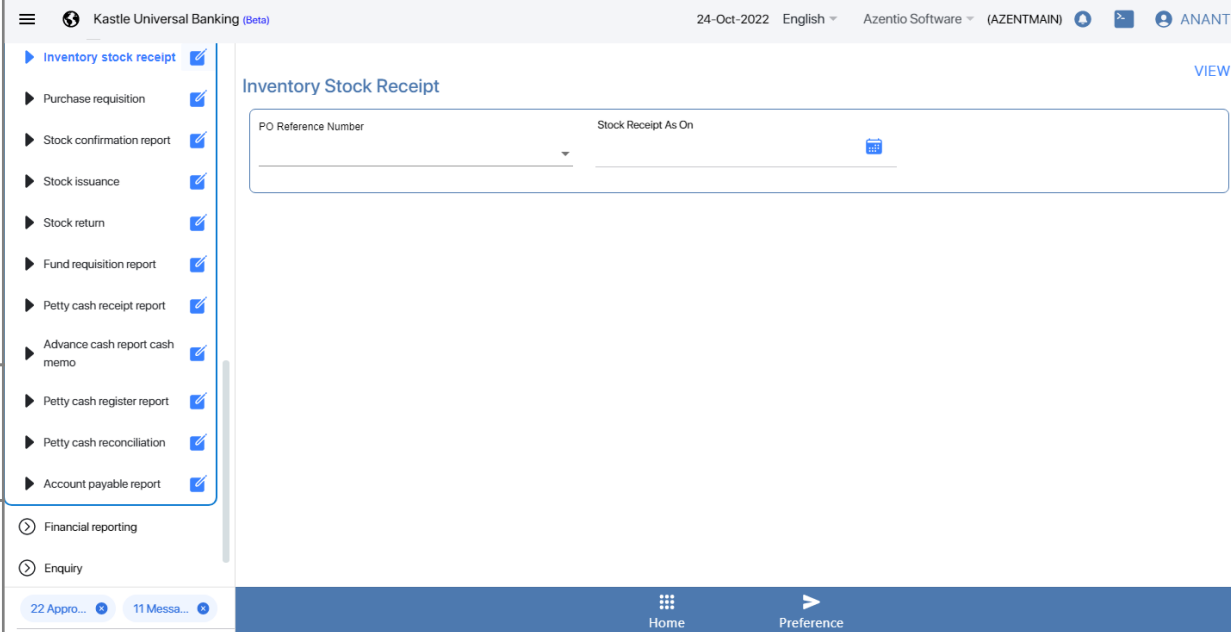 Kastle Universal Banking (Beta)
24-Oct-2022 English Azentio Software (AZENTMAIN) ANANT
Inventory stock receipt
Purchase requisition
Stock confirmation report
Stock issuance
Stock return
Fund requisition report
Petty cash receipt report
Advance cash report cash
memo
Petty cash register report
Petty cash reconciliation
Account payable report
Financial reporting
Enquiry
22 Appro... 11 Messa...
VIEW
Inventory Stock Receipt
PO Reference Number
Stock Receipt As On
Home
Preference